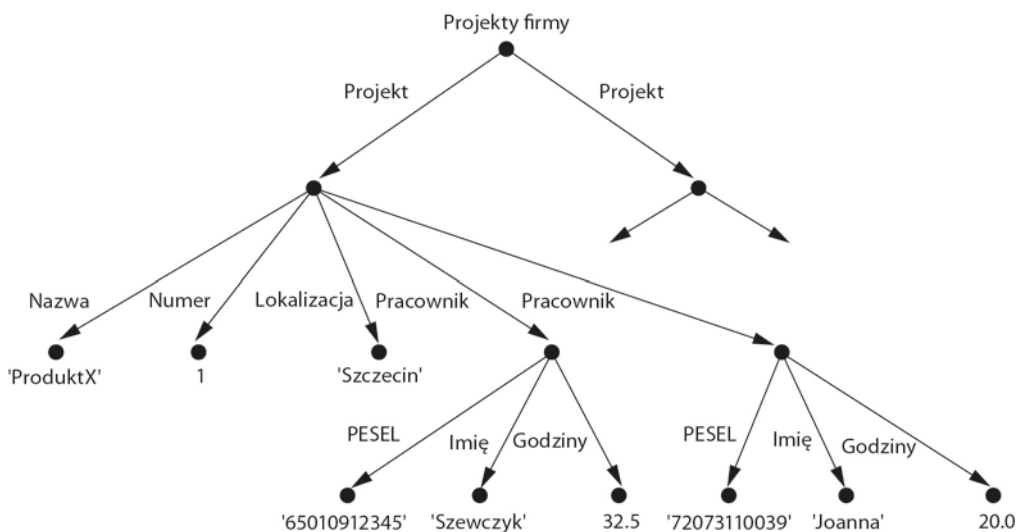 Projekty firmy
Projekt Projekt
Nazwa Numer Lokalizacja Pracownik Pracownik
'ProduktX' 1 'Szczecin'
PESEL Imię Godziny PESEL Imię Godziny
'65010912345' 'Szewczyk' 32.5 '72073110039' 'Joanna' 20.0